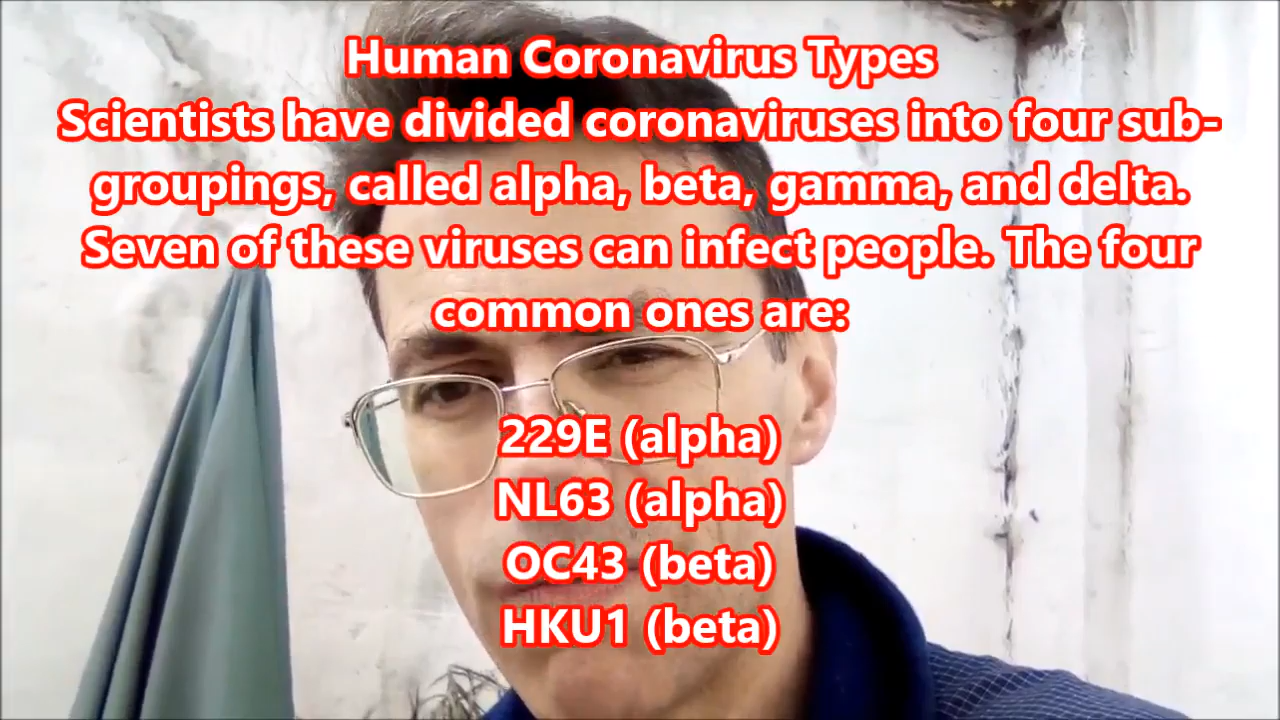 Human Coronavirus Types
Scientists have divided coronaviruses into four sub-
groupings, called alpha, beta, gamma, and delta.
Seven of these viruses can infect people. The four
common ones are:
229E (alpha)
NL63 (alpha)
OC43 (beta)
HKU1 (beta)